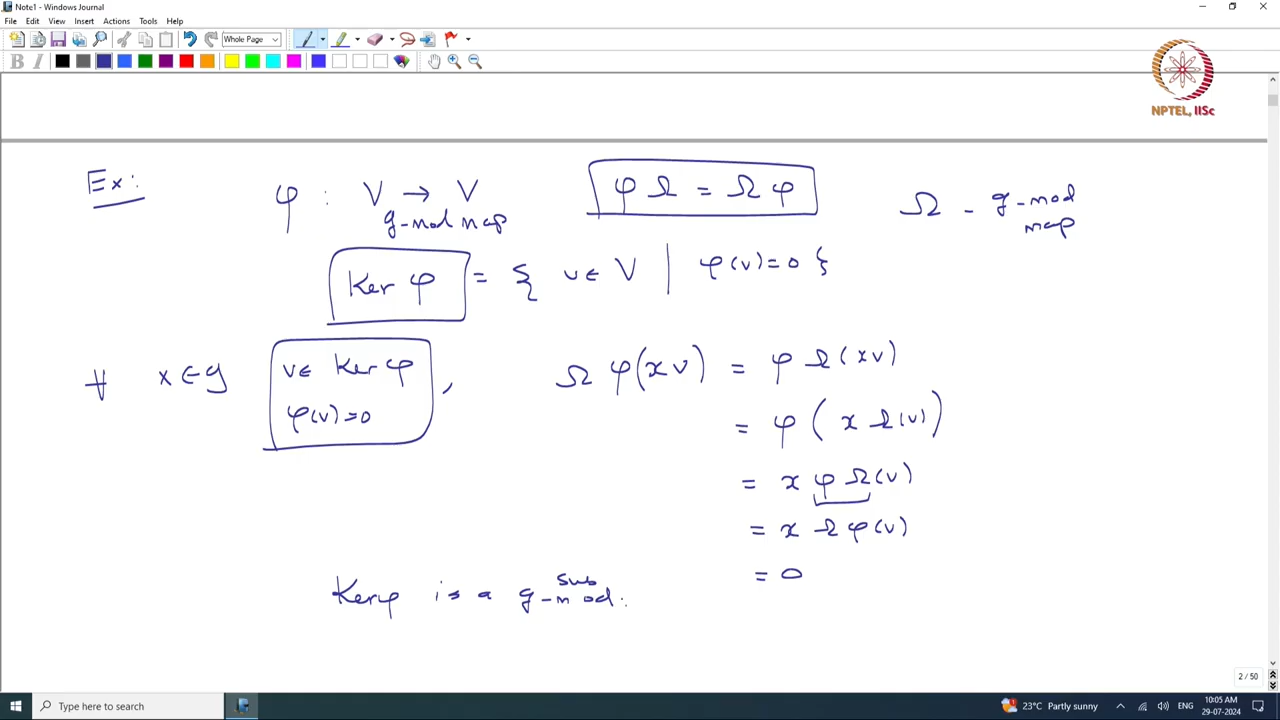 Note1 - Windows Journal
File Edit View Insert Actions Tools Help
Whole Page
B I
NPTEL, IISc
Ex: φ : V → V φ Ω = Ω φ Ω - g-mod map
g-mod map
Ker φ = { v ∈ V | φ(v) = 0 }
∀ x ∈ g v ∈ Ker φ , Ω φ(x v) = φ Ω(x v)
φ(v) = 0
= φ ( x Ω(v) )
= x φ Ω(v)
= x Ω φ(v)
= 0
Ker φ is a g-sub mod.
2 / 50
Type here to search
23°C Partly sunny
ENG
10:05 AM
29-07-2024